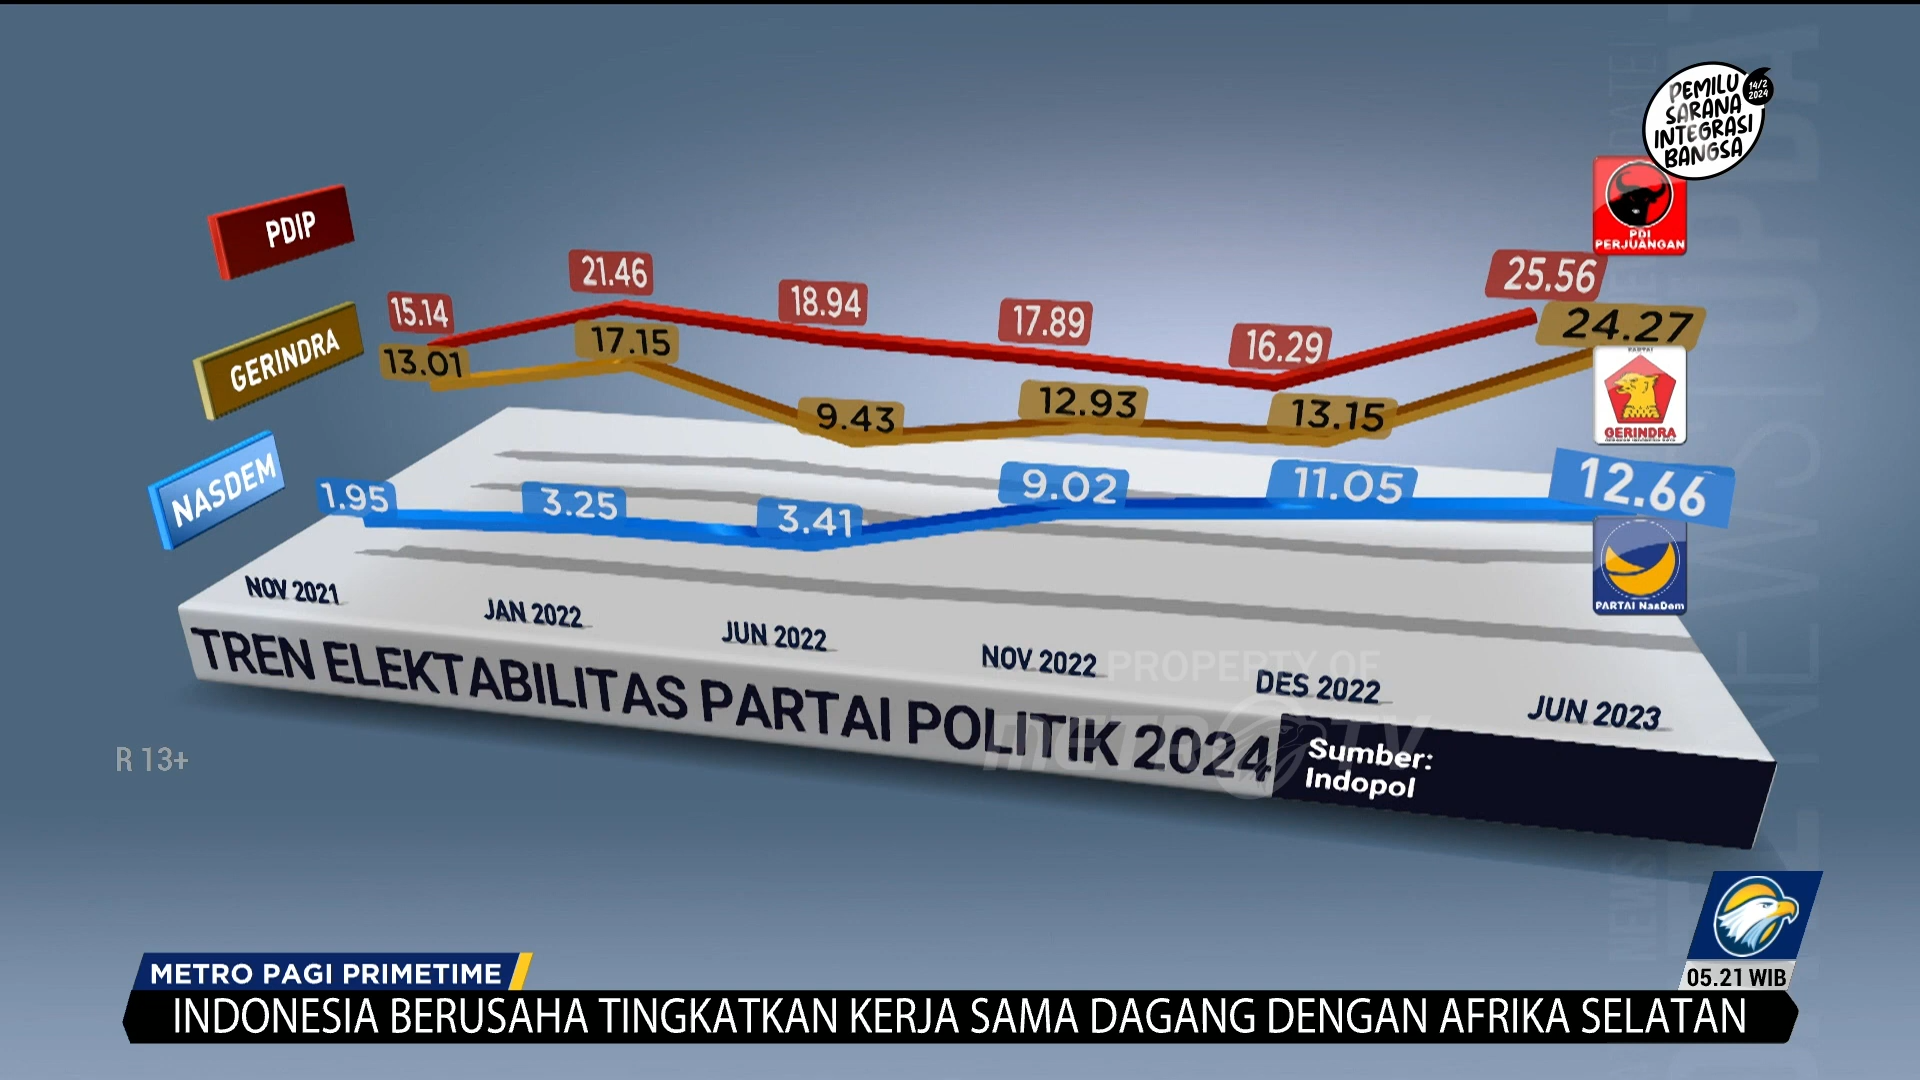 PEMILU
SARANA
INTEGRASI
BANGSA
14/2
2024
PDI
PERJUANGAN
PDIP
15.14
21.46
18.94
17.89
16.29
25.56
GERINDRA
13.01
17.15
9.43
12.93
13.15
24.27
PARTAI
GERINDRA
NASDEM
1.95
3.25
3.41
9.02
11.05
12.66
PARTAI NasDem
NOV 2021
JAN 2022
JUN 2022
NOV 2022
DES 2022
JUN 2023
TREN ELEKTABILITAS PARTAI POLITIK 2024
Sumber:
Indopol
PROPERTY OF
METRO TV
R 13+
METRO PAGI PRIMETIME
05.21 WIB
INDONESIA BERUSAHA TINGKATKAN KERJA SAMA DAGANG DENGAN AFRIKA SELATAN